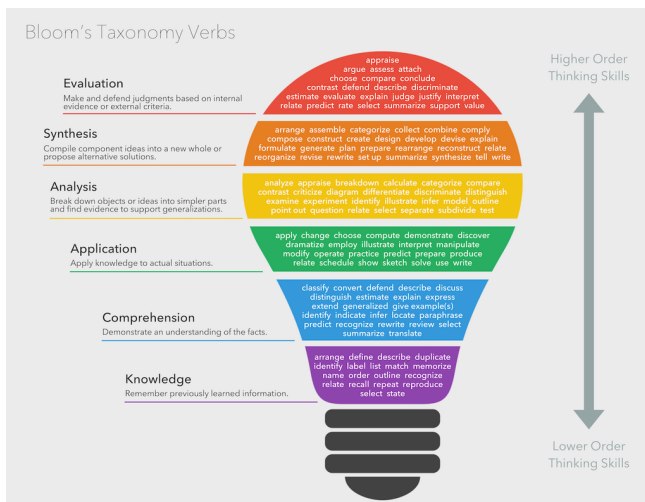 Bloom's Taxonomy Verbs
Higher Order
Thinking Skills
Evaluation
Make and defend judgments based on internal
evidence or external criteria.
appraise
argue assess attach
choose compare conclude
contrast defend describe discriminate
estimate evaluate explain judge justify interpret
relate predict rate select summarize support value
Synthesis
Compile component ideas into a new whole or
propose alternative solutions.
arrange assemble categorize collect combine comply
compose construct create design develop devise explain
formulate generate plan prepare rearrange reconstruct relate
reorganize revise rewrite set up summarize synthesize tell write
Analysis
Break down objects or ideas into simpler parts
and find evidence to support generalizations.
analyze appraise breakdown calculate categorize compare
contrast criticize diagram differentiate discriminate distinguish
examine experiment identify illustrate infer model outline
point out question relate select separate subdivide test
Application
Apply knowledge to actual situations.
apply change choose compute demonstrate discover
dramatize employ illustrate interpret manipulate
modify operate practice predict prepare produce
relate schedule show sketch solve use write
Comprehension
Demonstrate an understanding of the facts.
classify convert defend describe discuss
distinguish estimate explain express
extend generalized give example(s)
identify indicate infer locate paraphrase
predict recognize rewrite review select
summarize translate
Knowledge
Remember previously learned information.
arrange define describe duplicate
identify label list match memorize
name order outline recognize
relate recall repeat reproduce
select state
Lower Order
Thinking Skills